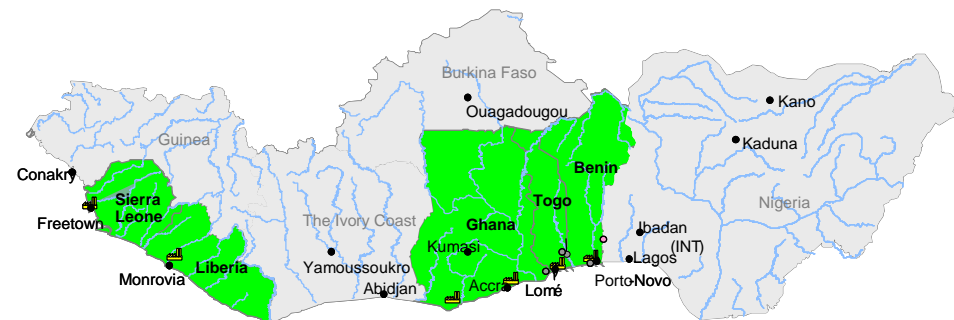 Burkina Faso
Ouagadougou
Kano
Guinea
Kaduna
Conakry
Benin
Sierra
Leone
Togo
Nigeria
Freetown
The Ivory Coast
Ghana
Ibadan
(INT)
Kumasi
Liberia
Yamoussoukro
Lagos
Monrovia
Abidjan
Accra
Lomé
Porto-Novo